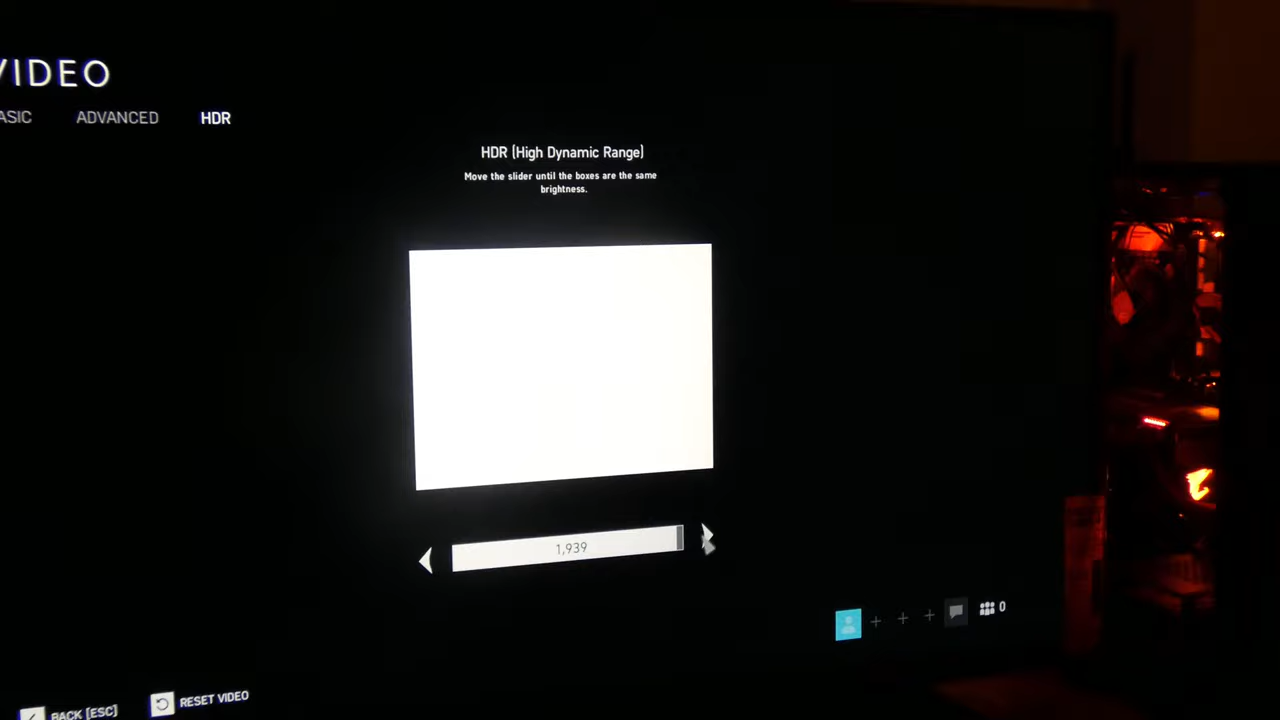 VIDEO
ASIC ADVANCED HDR
HDR (High Dynamic Range)
Move the slider until the boxes are the same
brightness.
1,939
0
BACK [ESC] RESET VIDEO